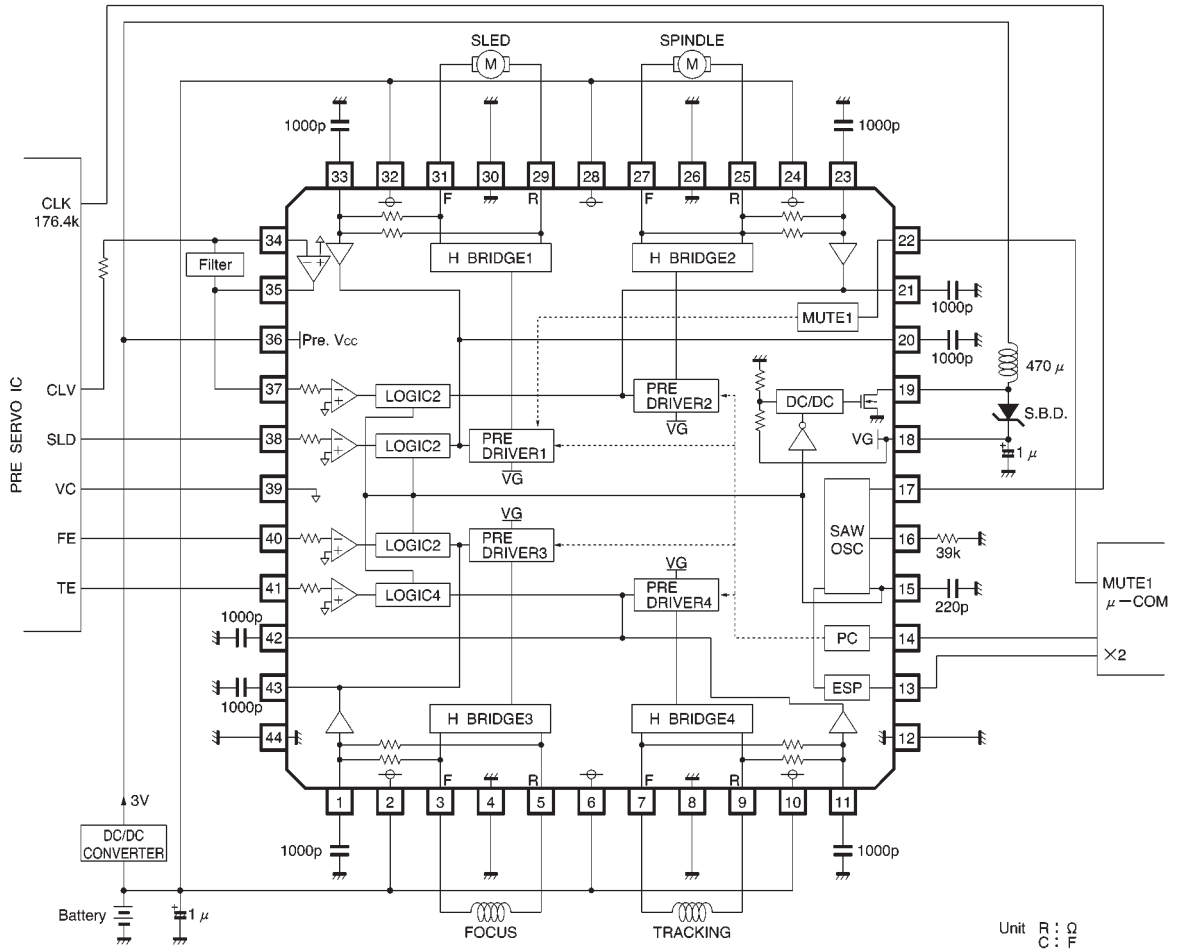 SLED
SPINDLE
M
M
1000p
1000p
33
32
31
30
29
28
27
26
25
24
23
F
R
F
R
CLK
176.4k
34
22
Filter
H BRIDGE1
H BRIDGE2
35
21
1000p
MUTE1
36
Pre. Vcc
20
1000p
470 μ
CLV
37
LOGIC2
PRE
DRIVER2
VG
DC/DC
19
S.B.D.
SLD
38
LOGIC2
PRE
DRIVER1
VG
VG
18
1 μ
PRE SERVO IC
VC
39
17
SAW
OSC
FE
40
LOGIC2
VG
PRE
DRIVER3
16
39k
TE
41
LOGIC4
VG
PRE
DRIVER4
15
220p
MUTE1
μ-COM
1000p
42
PC
14
×2
43
1000p
ESP
13
H BRIDGE3
H BRIDGE4
44
12
F
R
F
R
1
2
3
4
5
6
7
8
9
10
11
3V
DC/DC
CONVERTER
1000p
1000p
Battery
1 μ
FOCUS
TRACKING
Unit R : Ω
C : F